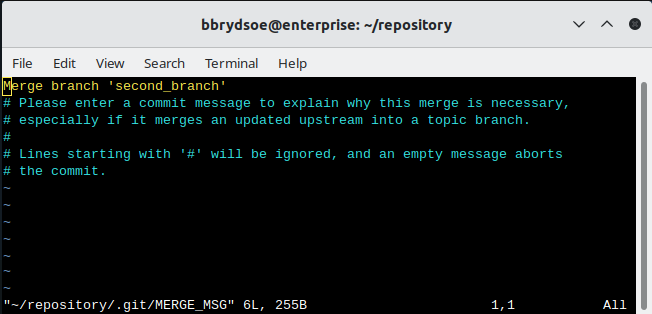 bbrydsoe@enterprise: ~/repository
File Edit View Search Terminal Help
Merge branch 'second_branch'
# Please enter a commit message to explain why this merge is necessary,
# especially if it merges an updated upstream into a topic branch.
#
# Lines starting with '#' will be ignored, and an empty message aborts
# the commit.
~
~
~
~
~
~
~
"~/repository/.git/MERGE_MSG" 6L, 255B 1,1 All